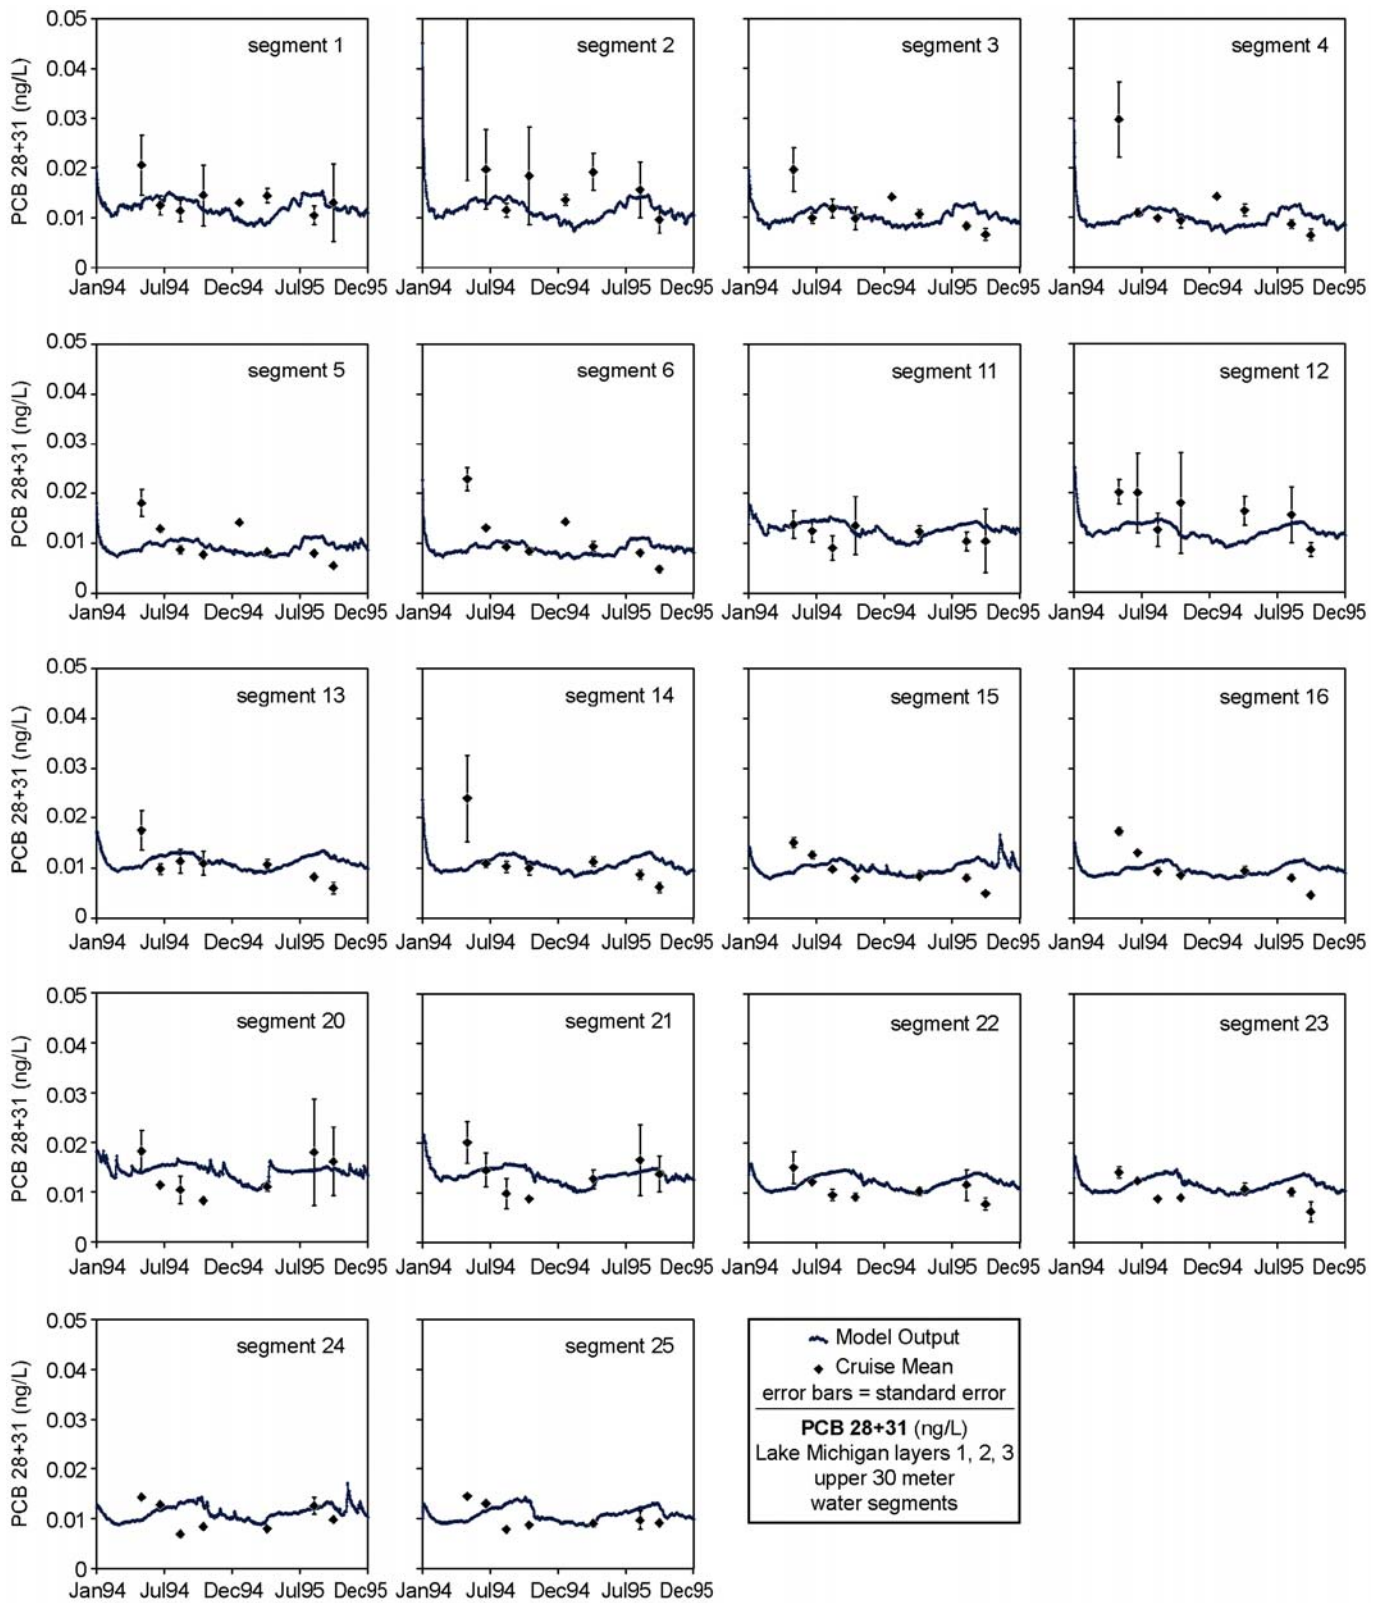 PCB 28+31 (ng/L)
0.05
0.04
0.03
0.02
0.01
0
segment 1
segment 2
segment 3
segment 4
Jan94 Jul94 Dec94 Jul95 Dec95
Jan94 Jul94 Dec94 Jul95 Dec95
Jan94 Jul94 Dec94 Jul95 Dec95
Jan94 Jul94 Dec94 Jul95 Dec95
PCB 28+31 (ng/L)
0.05
0.04
0.03
0.02
0.01
0
segment 5
segment 6
segment 11
segment 12
Jan94 Jul94 Dec94 Jul95 Dec95
Jan94 Jul94 Dec94 Jul95 Dec95
Jan94 Jul94 Dec94 Jul95 Dec95
Jan94 Jul94 Dec94 Jul95 Dec95
PCB 28+31 (ng/L)
0.05
0.04
0.03
0.02
0.01
0
segment 13
segment 14
segment 15
segment 16
Jan94 Jul94 Dec94 Jul95 Dec95
Jan94 Jul94 Dec94 Jul95 Dec95
Jan94 Jul94 Dec94 Jul95 Dec95
Jan94 Jul94 Dec94 Jul95 Dec95
PCB 28+31 (ng/L)
0.05
0.04
0.03
0.02
0.01
0
segment 20
segment 21
segment 22
segment 23
Jan94 Jul94 Dec94 Jul95 Dec95
Jan94 Jul94 Dec94 Jul95 Dec95
Jan94 Jul94 Dec94 Jul95 Dec95
Jan94 Jul94 Dec94 Jul95 Dec95
PCB 28+31 (ng/L)
0.05
0.04
0.03
0.02
0.01
0
segment 24
segment 25
Jan94 Jul94 Dec94 Jul95 Dec95
Jan94 Jul94 Dec94 Jul95 Dec95
Model Output
Cruise Mean
error bars = standard error
PCB 28+31 (ng/L)
Lake Michigan layers 1, 2, 3
upper 30 meter
water segments